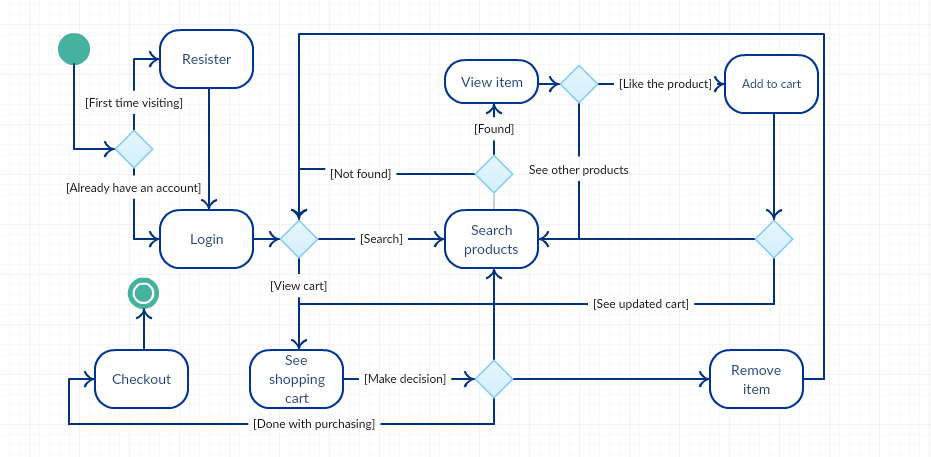 Resister
View item
[Like the product]
Add to cart
[First time visiting]
[Found]
[Not found]
See other products
[Already have an account]
Login
[Search]
Search
products
[View cart]
[See updated cart]
Checkout
See
shopping
cart
[Make decision]
Remove
item
[Done with purchasing]